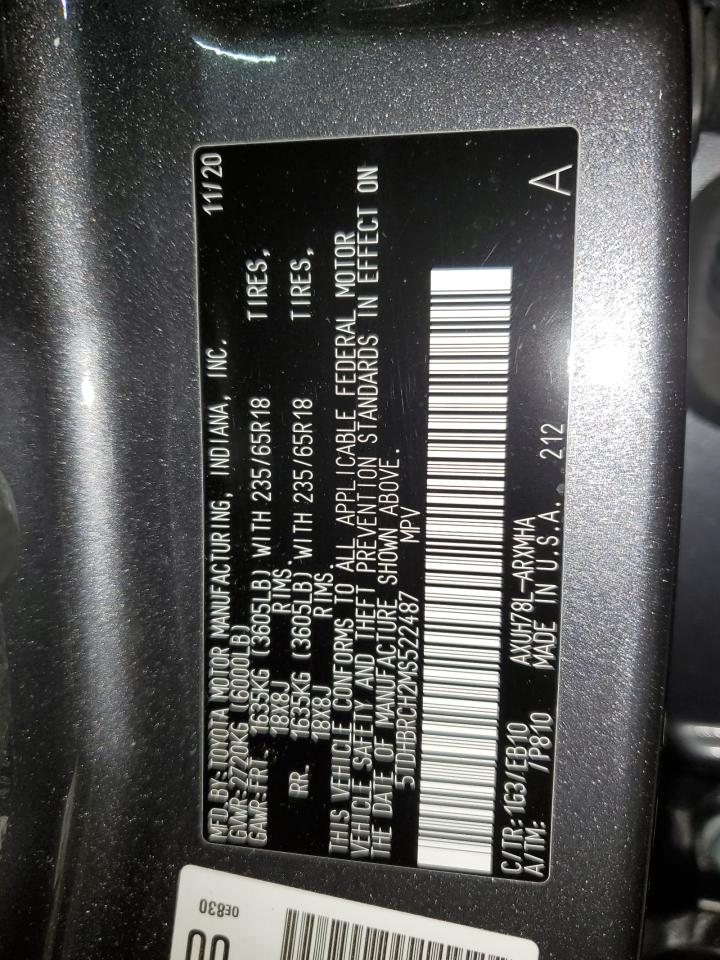 MFD.BY:TOYOTA MOTOR MANUFACTURING, INDIANA, INC. 11/20
GVWR:2720KG (6000LB)
GAWR:FRT 1635KG (3605LB) WITH 235/65R18 TIRES,
18X8J RIMS.
RR. 1635KG (3605LB) WITH 235/65R18 TIRES,
18X8J RIMS.
THIS VEHICLE CONFORMS TO ALL APPLICABLE FEDERAL MOTOR
VEHICLE SAFETY AND THEFT PREVENTION STANDARDS IN EFFECT ON
THE DATE OF MANUFACTURE SHOWN ABOVE.
5TDHBRCH2MS522487 MPV
C/TR:1G3/EB10 AXUH78L-ARXMHA A
A/TM: /P810 MADE IN U.S.A. 212
0E830